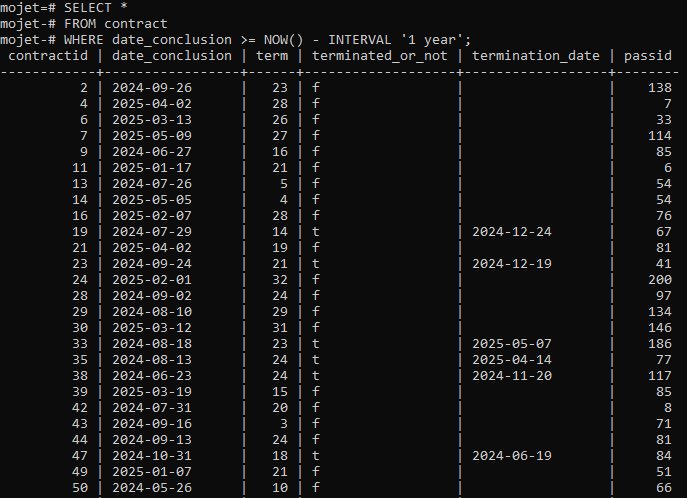 mojet=# SELECT *
mojet-# FROM contract
mojet-# WHERE date_conclusion >= NOW() - INTERVAL '1 year';
 contractid | date_conclusion | term | terminated_or_not | termination_date | passid
------------+-----------------+------+-------------------+------------------+--------
          2 | 2024-09-26      |   23 | f                 |                  |    138
          4 | 2025-04-02      |   28 | f                 |                  |      7
          6 | 2025-03-13      |   26 | f                 |                  |     33
          7 | 2025-05-09      |   27 | f                 |                  |    114
          9 | 2024-06-27      |   16 | f                 |                  |     85
         11 | 2025-01-17      |   21 | f                 |                  |      6
         13 | 2024-07-26      |    5 | f                 |                  |     54
         14 | 2025-05-05      |    4 | f                 |                  |     54
         16 | 2025-02-07      |   28 | f                 |                  |     76
         19 | 2024-07-29      |   14 | t                 | 2024-12-24       |     67
         21 | 2025-04-02      |   19 | f                 |                  |     81
         23 | 2024-09-24      |   21 | t                 | 2024-12-19       |     41
         24 | 2025-02-01      |   32 | f                 |                  |    200
         28 | 2024-09-02      |   24 | f                 |                  |     97
         29 | 2024-08-10      |   29 | f                 |                  |    134
         30 | 2025-03-12      |   31 | f                 |                  |    146
         33 | 2024-08-18      |   23 | t                 | 2025-05-07       |    186
         35 | 2024-08-13      |   24 | t                 | 2025-04-14       |     77
         38 | 2024-06-23      |   24 | t                 | 2024-11-20       |    117
         39 | 2025-03-19      |   15 | f                 |                  |     85
         42 | 2024-07-31      |   20 | f                 |                  |      8
         43 | 2024-09-16      |    3 | f                 |                  |     71
         44 | 2024-09-13      |   24 | f                 |                  |     81
         47 | 2024-10-31      |   18 | t                 | 2024-06-19       |     84
         49 | 2025-01-07      |   21 | f                 |                  |     51
         50 | 2024-05-26      |   10 | f                 |                  |     66